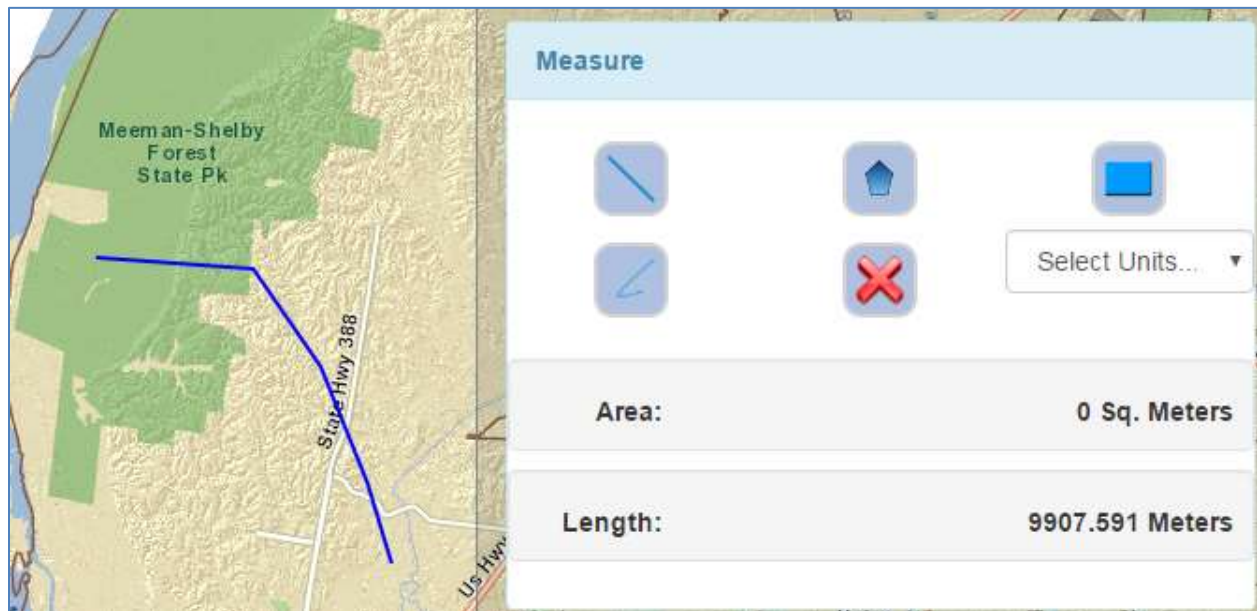 Meeman-Shelby
Forest
State Pk
State Hwy 388
Us Hwy
Measure
Select Units...
Area:
0 Sq. Meters
Length:
9907.591 Meters